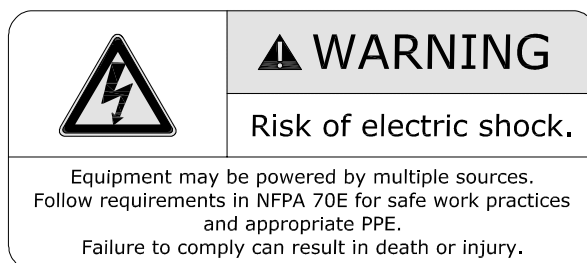 WARNING
Risk of electric shock.
Equipment may be powered by multiple sources.
Follow requirements in NFPA 70E for safe work practices
and appropriate PPE.
Failure to comply can result in death or injury.